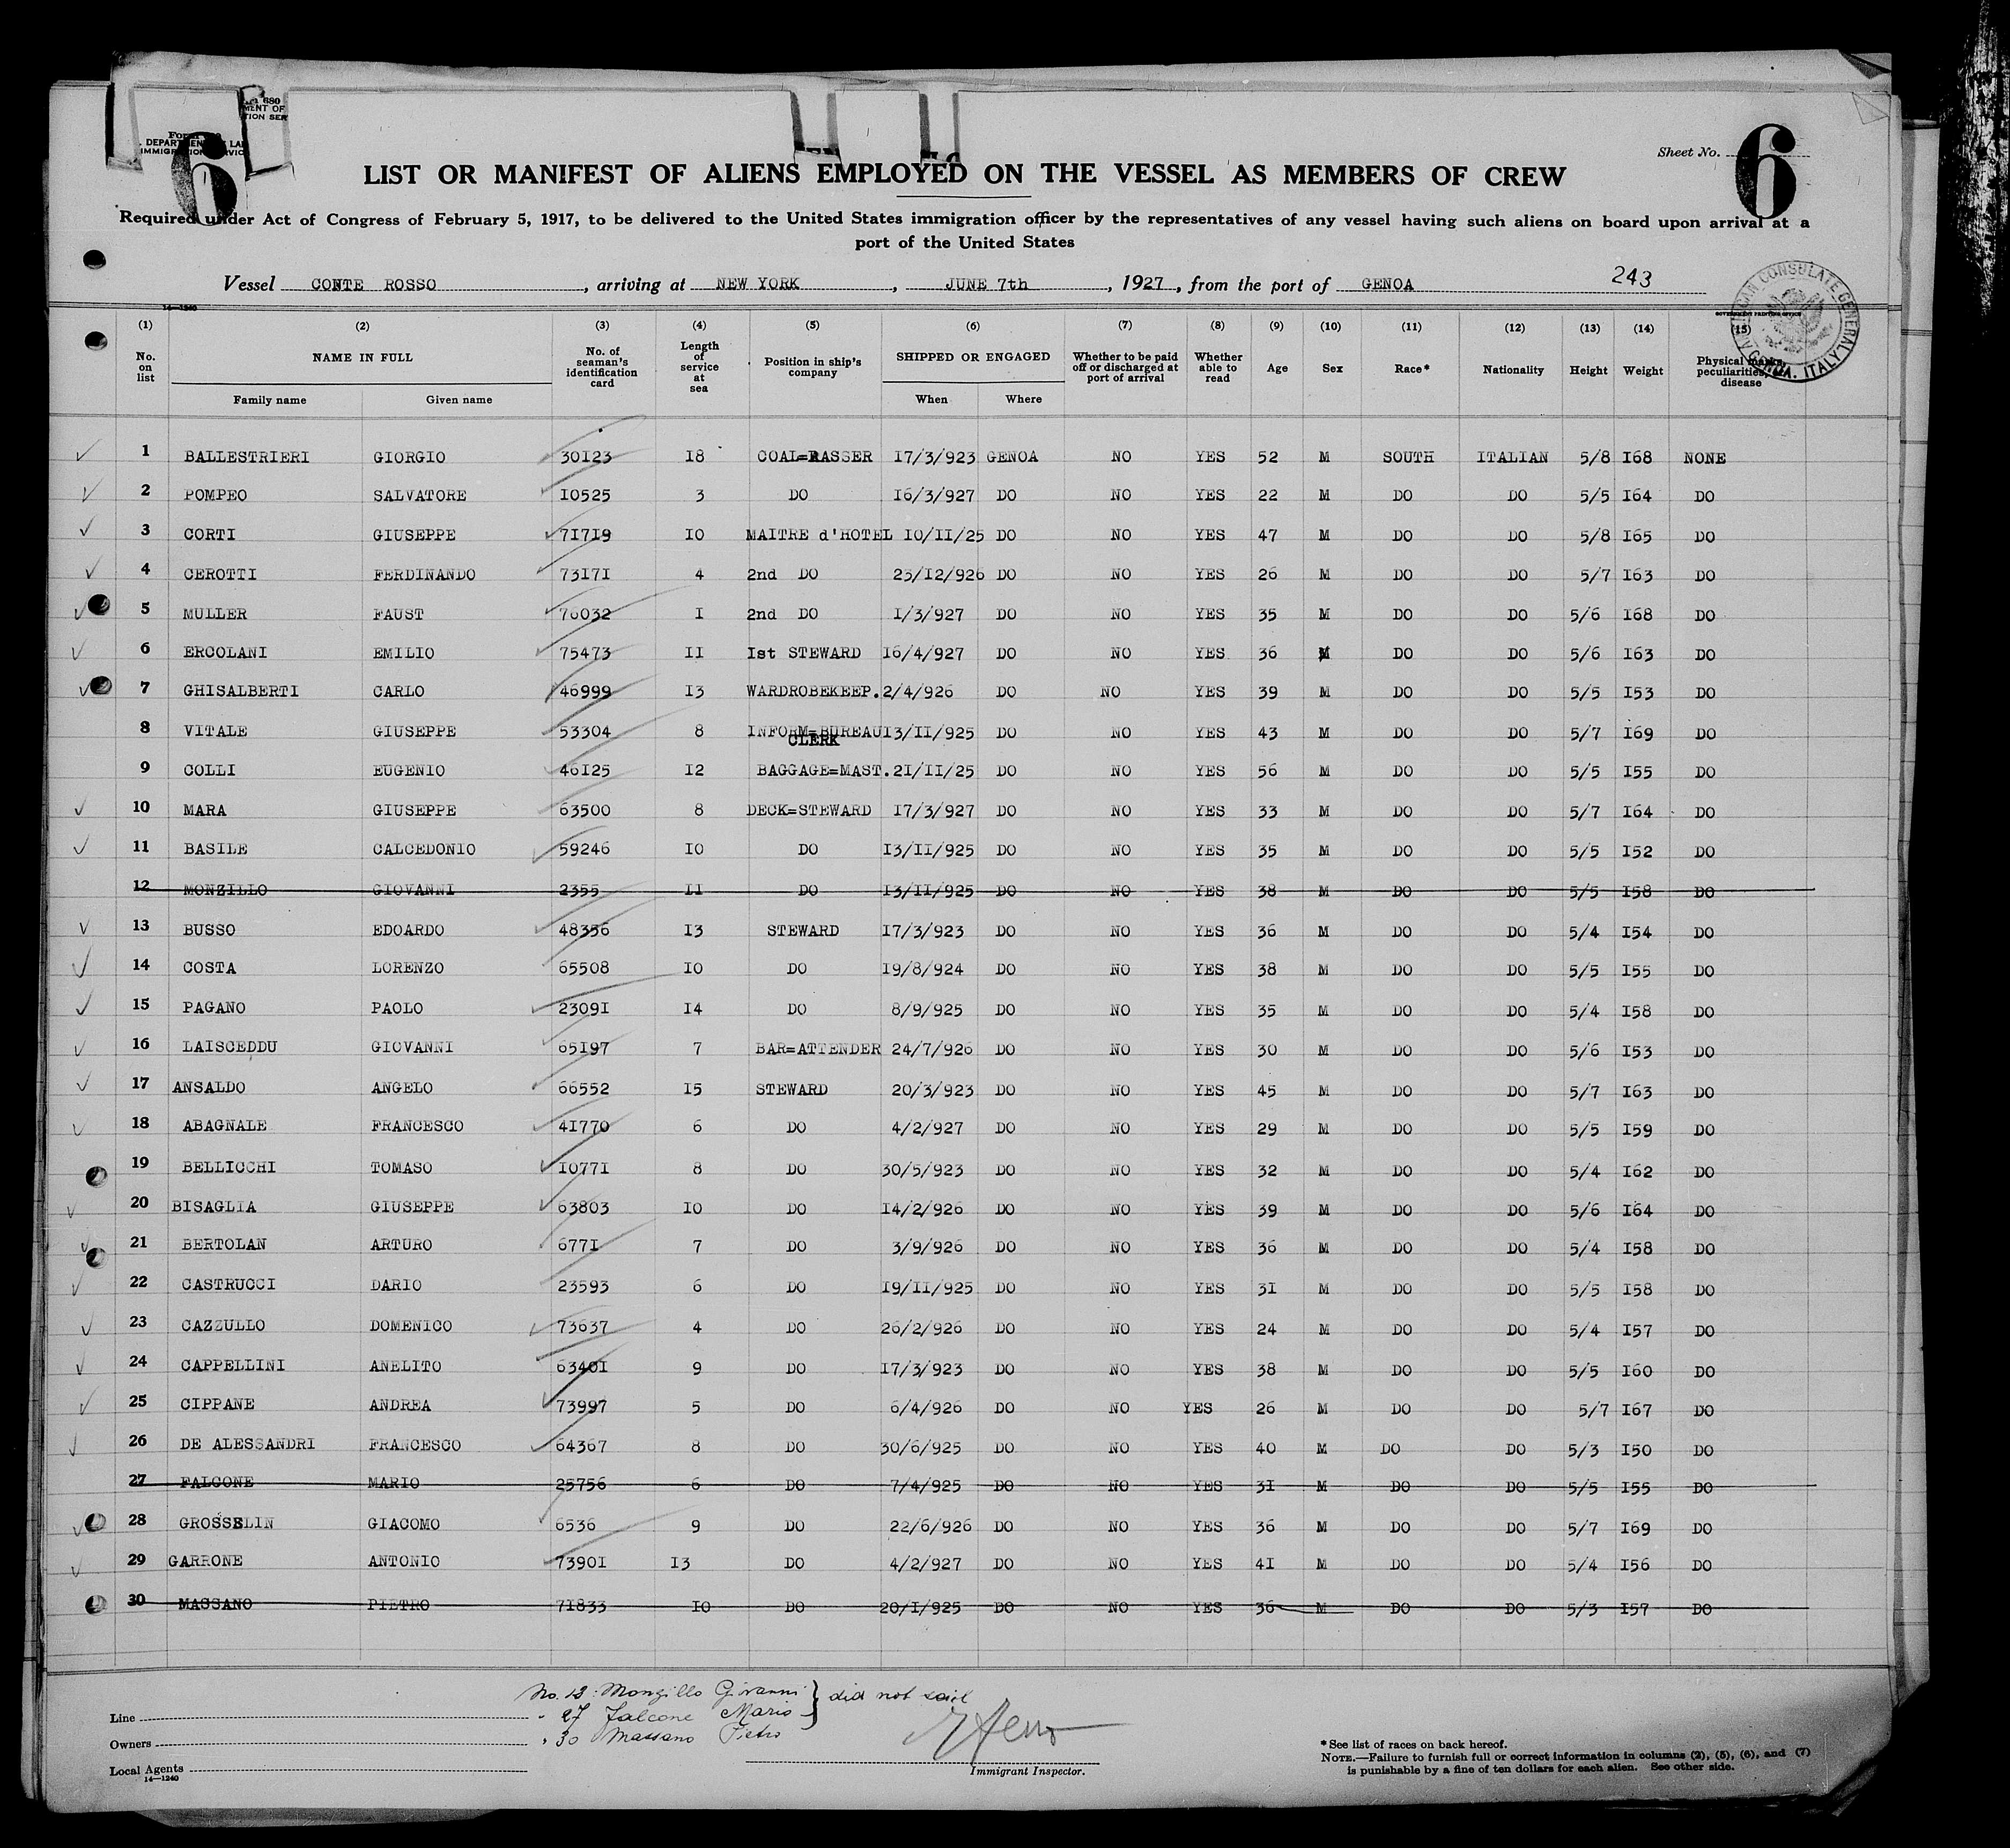 680
MENT OF
TION SER
Form
. DEPARTMENT OF LA
IMMIGRATION SERVIC
6
Sheet No. 6
LIST OR MANIFEST OF ALIENS EMPLOYED ON THE VESSEL AS MEMBERS OF CREW
Required under Act of Congress of February 5, 1917, to be delivered to the United States immigration officer by the representatives of any vessel having such aliens on board upon arrival at a
port of the United States
Vessel CONTE ROSSO, arriving at NEW YORK, JUNE 7th, 1927, from the port of GENOA 243
AMERICAN CONSULATE GENERAL GENOA. ITALY
14—1240
GOVERNMENT PRINTING OFFICE
(1) (2) (3) (4) (5) (6) (7) (8) (9) (10) (11) (12) (13) (14) (15)
No. on list NAME IN FULL Family name Given name No. of seaman's identification card Length of service at sea Position in ship's company SHIPPED OR ENGAGED When Where Whether to be paid off or discharged at port of arrival Whether able to read Age Sex Race* Nationality Height Weight Physical marks, peculiarities, disease
1 BALLESTRIERI GIORGIO 30123 18 COAL=PASSER 17/3/923 GENOA NO YES 52 M SOUTH ITALIAN 5/8 168 NONE
2 POMPEO SALVATORE 10525 3 DO 16/3/927 DO NO YES 22 M DO DO 5/5 164 DO
3 CORTI GIUSEPPE 71719 10 MAITRE d'HOTEL 10/11/25 DO NO YES 47 M DO DO 5/8 165 DO
4 CEROTTI FERDINANDO 73171 4 2nd DO 25/12/926 DO NO YES 26 M DO DO 5/7 163 DO
5 MULLER FAUST 76032 1 2nd DO 1/3/927 DO NO YES 35 M DO DO 5/6 168 DO
6 ERCOLANI EMILIO 75473 11 1st STEWARD 16/4/927 DO NO YES 36 M DO DO 5/6 163 DO
7 GHISALBERTI CARLO 46999 13 WARDROBEKEEP. 2/4/926 DO NO YES 39 M DO DO 5/5 153 DO
8 VITALE GIUSEPPE 53304 8 INFORM=BUREAU CLERK 13/11/925 DO NO YES 43 M DO DO 5/7 169 DO
9 COLLI EUGENIO 46125 12 BAGGAGE=MAST. 21/11/25 DO NO YES 56 M DO DO 5/5 155 DO
10 MARA GIUSEPPE 63500 8 DECK=STEWARD 17/3/927 DO NO YES 33 M DO DO 5/7 164 DO
11 BASILE CALCEDONIO 59246 10 DO 13/11/925 DO NO YES 35 M DO DO 5/5 152 DO
12 MONZILLO GIOVANNI 2355 11 DO 13/11/925 DO NO YES 38 M DO DO 5/5 158 DO
13 BUSSO EDOARDO 48356 13 STEWARD 17/3/923 DO NO YES 36 M DO DO 5/4 154 DO
14 COSTA LORENZO 65508 10 DO 19/8/924 DO NO YES 38 M DO DO 5/5 155 DO
15 PAGANO PAOLO 23091 14 DO 8/9/925 DO NO YES 35 M DO DO 5/4 158 DO
16 LAISCEDDU GIOVANNI 65197 7 BAR=ATTENDER 24/7/926 DO NO YES 30 M DO DO 5/6 153 DO
17 ANSALDO ANGELO 66552 15 STEWARD 20/3/923 DO NO YES 45 M DO DO 5/7 163 DO
18 ABAGNALE FRANCESCO 41770 6 DO 4/2/927 DO NO YES 29 M DO DO 5/5 159 DO
19 BELLICCHI TOMASO 10771 8 DO 30/5/923 DO NO YES 32 M DO DO 5/4 162 DO
20 BISAGLIA GIUSEPPE 63803 10 DO 14/2/926 DO NO YES 39 M DO DO 5/6 164 DO
21 BERTOLAN ARTURO 6771 7 DO 3/9/926 DO NO YES 36 M DO DO 5/4 158 DO
22 CASTRUCCI DARIO 23593 6 DO 19/11/925 DO NO YES 31 M DO DO 5/5 158 DO
23 CAZZULLO DOMENICO 73637 4 DO 26/2/926 DO NO YES 24 M DO DO 5/4 157 DO
24 CAPPELLINI ANELITO 63401 9 DO 17/3/923 DO NO YES 38 M DO DO 5/5 160 DO
25 CIPPANE ANDREA 73997 5 DO 6/4/926 DO NO YES 26 M DO DO 5/7 167 DO
26 DE ALESSANDRI FRANCESCO 64367 8 DO 30/6/925 DO NO YES 40 M DO DO 5/3 150 DO
27 FALCONE MARIO 25756 6 DO 7/4/925 DO NO YES 31 M DO DO 5/5 155 DO
28 GROSSELIN GIACOMO 6536 9 DO 22/6/926 DO NO YES 36 M DO DO 5/7 169 DO
29 GARRONE ANTONIO 73901 13 DO 4/2/927 DO NO YES 41 M DO DO 5/4 156 DO
30 MASSANO PIETRO 71833 10 DO 20/1/925 DO NO YES 36 M DO DO 5/3 157 DO
No. 12: Monzillo Giovanni } did not sail
" 27 Falcone Mario
" 30 Massano Pietro
Line
Owners
Local Agents
14—1240
Immigrant Inspector.
*See list of races on back hereof.
NOTE.—Failure to furnish full or correct information in columns (2), (5), (6), and (7)
is punishable by a fine of ten dollars for each alien. See other side.